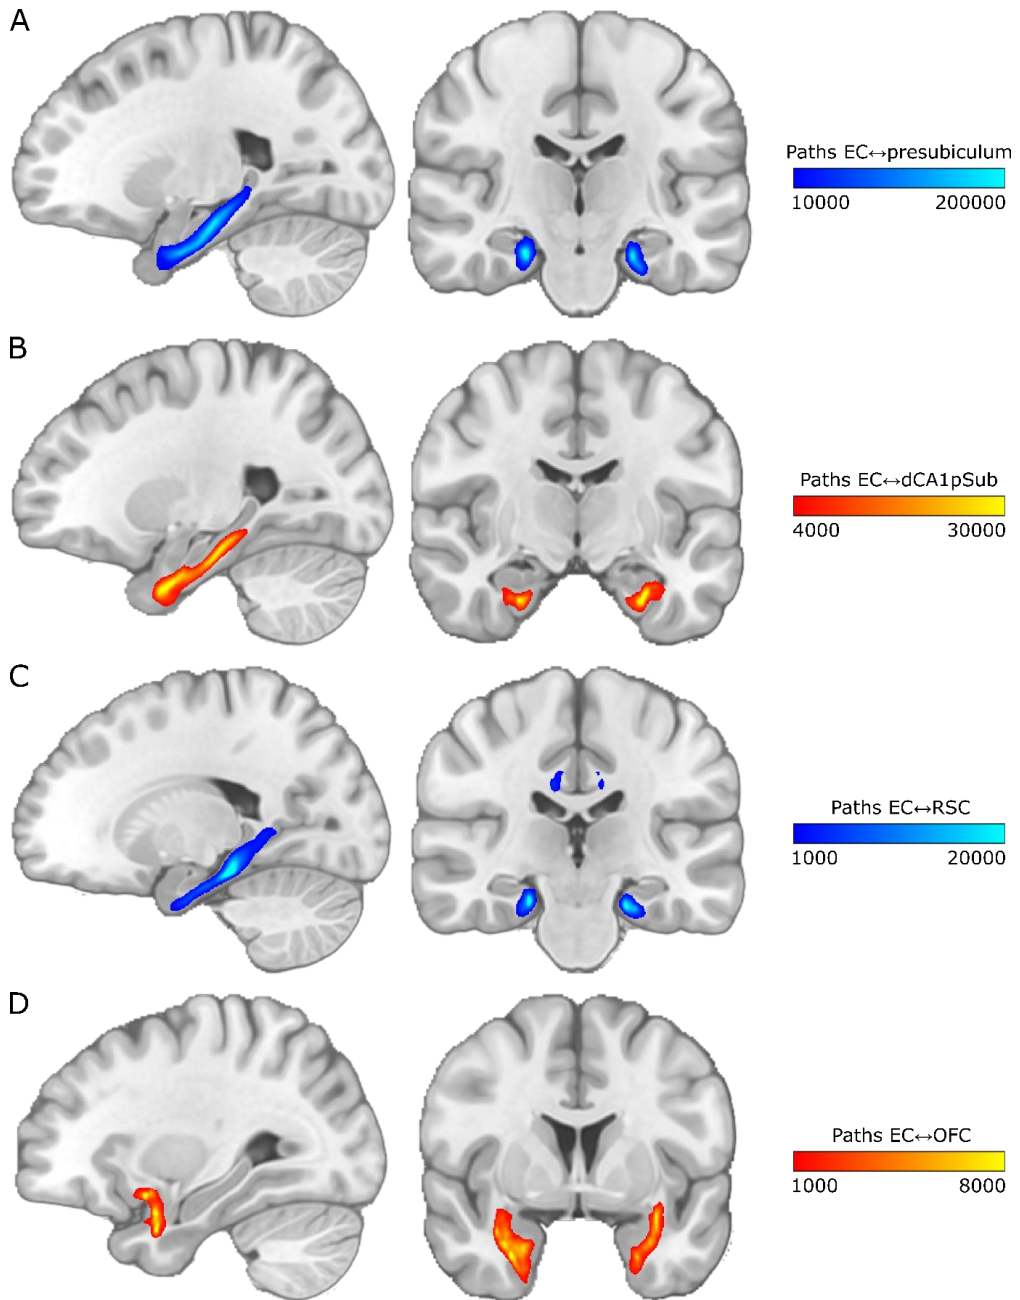 A
Paths EC↔presubiculum
10000 200000
B
Paths EC↔dCA1pSub
4000 30000
C
Paths EC↔RSC
1000 20000
D
Paths EC↔OFC
1000 8000